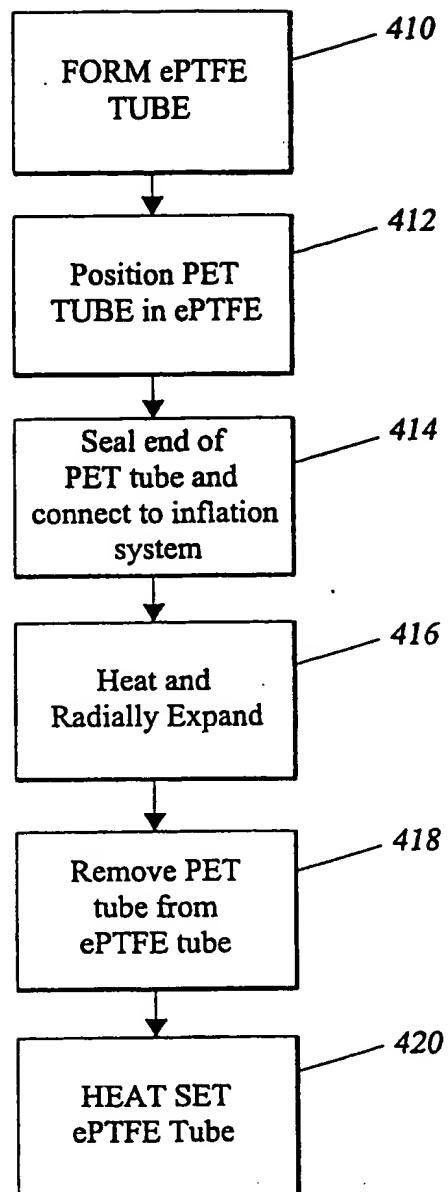 410
FORM ePTFE
TUBE
412
Position PET
TUBE in ePTFE
414
Seal end of
PET tube and
connect to inflation
system
416
Heat and
Radially Expand
418
Remove PET
tube from
ePTFE tube
420
HEAT SET
ePTFE Tube